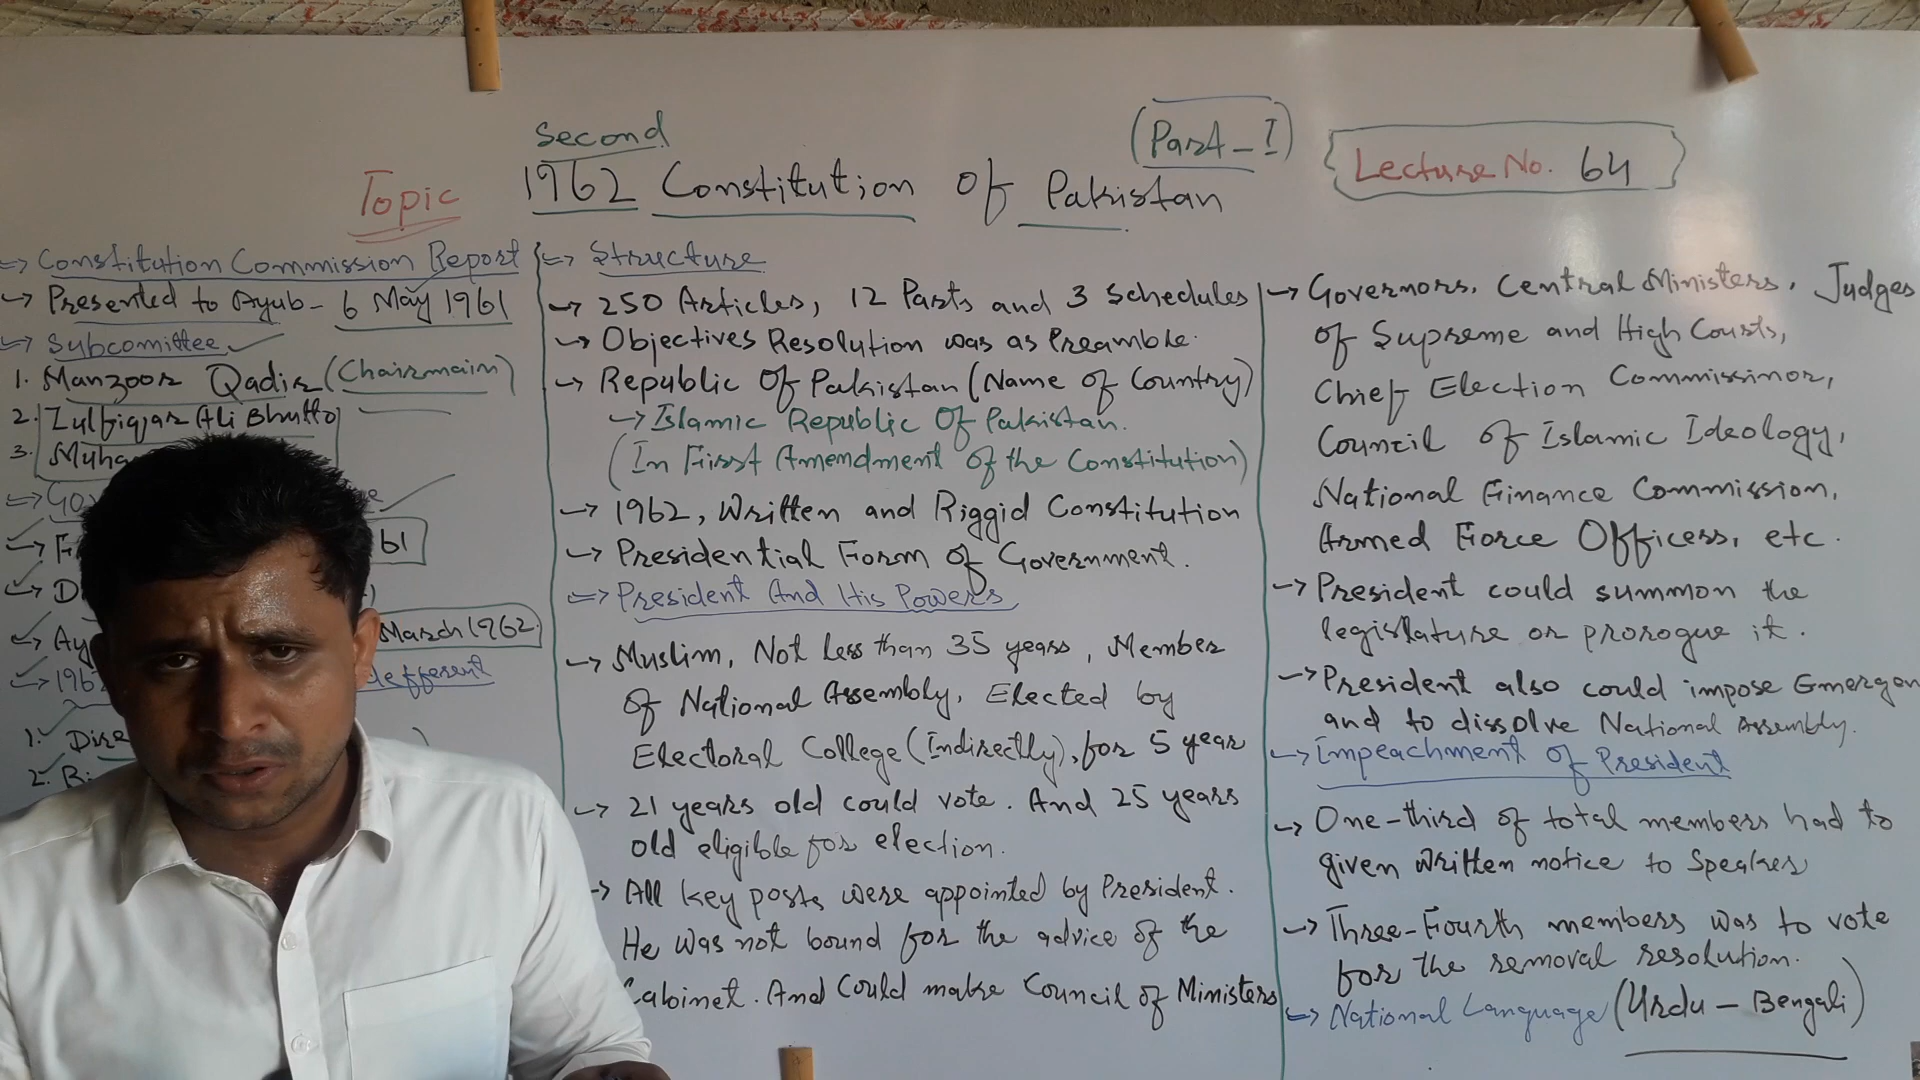 Second
Topic 1962 Constitution of Pakistan
(Part-I)
Lecture No. 64
=> Constitution Commission Report
-> Presented to Ayub - 6 May 1961
-> Subcomittee
1. Manzoor Qadir (Chairmain)
2. Zulfiqar Ali Bhutto
3.
61
March 1962
defferent
1.
2.
=> Structure
-> 250 Articles, 12 Parts and 3 Schedules
-> Objectives Resolution was as Preamble.
-> Republic Of Pakistan (Name of Country)
-> Islamic Republic Of Pakistan.
(In First Amendment of the Constitution)
-> 1962, Written and Riggid Constitution
-> Presidential Form of Government.
=> President And His Powers
-> Muslim, Not Less than 35 years, Member
of National Assembly, Elected by
Electoral College (Indirectly), for 5 year
-> 21 years old could vote. And 25 years
old eligible for election.
-> All key posts were appointed by President.
He was not bound for the advice of the
Cabinet. And Could make Council of Ministers
-> Governors, Central Ministers, Judges
of Supreme and High Courts,
Chief Election Commissinor,
Council of Islamic Ideology,
National Finance Commission,
Armed Force Officess, etc.
-> President could summon the
legislature or prorogue it.
-> President also could impose Emergen
and to dissolve National Assembly.
-> Impeachment of President
-> One-third of total members had to
given written notice to Speaker
-> Three-Fourth members was to vote
for the removal resolution.
=> National Language (Urdu - Bengali)